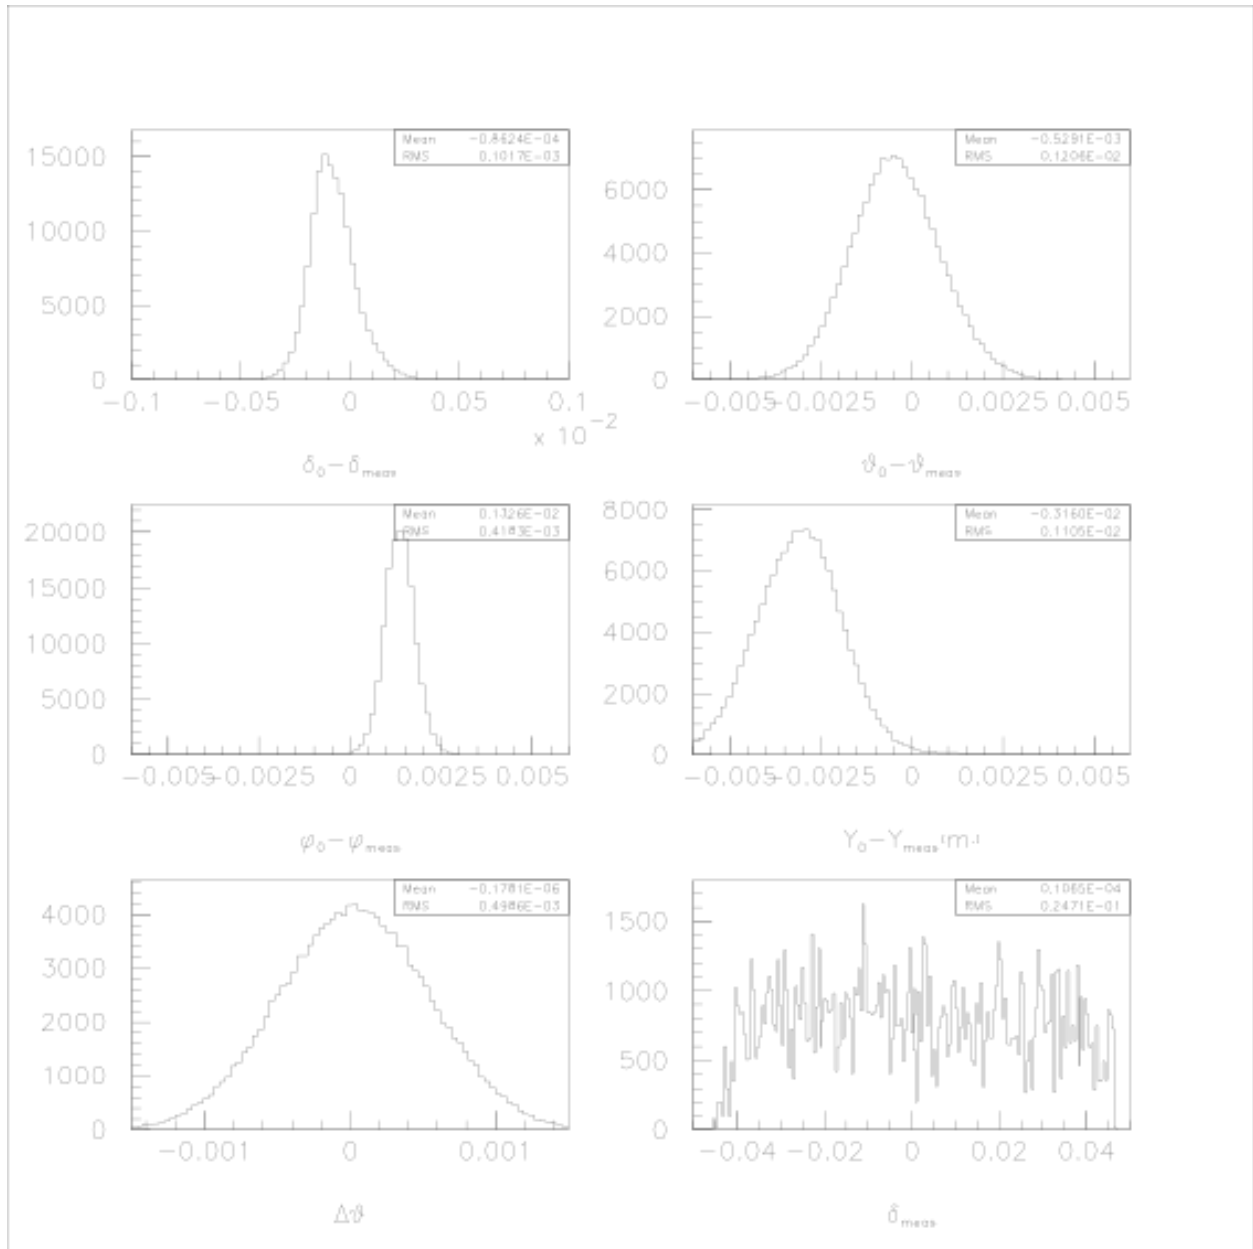 Mean −0.8624E−04
RMS 0.1017E−03
15000
10000
5000
0
−0.1 −0.05 0 0.05 0.1
x 10−2
δ0−δmeas
Mean −0.5291E−03
RMS 0.1206E−02
6000
4000
2000
0
−0.005 −0.0025 0 0.0025 0.005
ϑ0−ϑmeas
Mean 0.1326E−02
RMS 0.4183E−03
20000
15000
10000
5000
0
−0.005 −0.0025 0 0.0025 0.005
φ0−φmeas
Mean −0.3160E−02
RMS 0.1105E−02
8000
6000
4000
2000
0
−0.005 −0.0025 0 0.0025 0.005
Y0−Ymeas(m.)
Mean −0.1781E−06
RMS 0.4986E−03
4000
3000
2000
1000
0
−0.001 0 0.001
Δϑ
Mean 0.1065E−04
RMS 0.2471E−01
1500
1000
500
0
−0.04 −0.02 0 0.02 0.04
δmeas